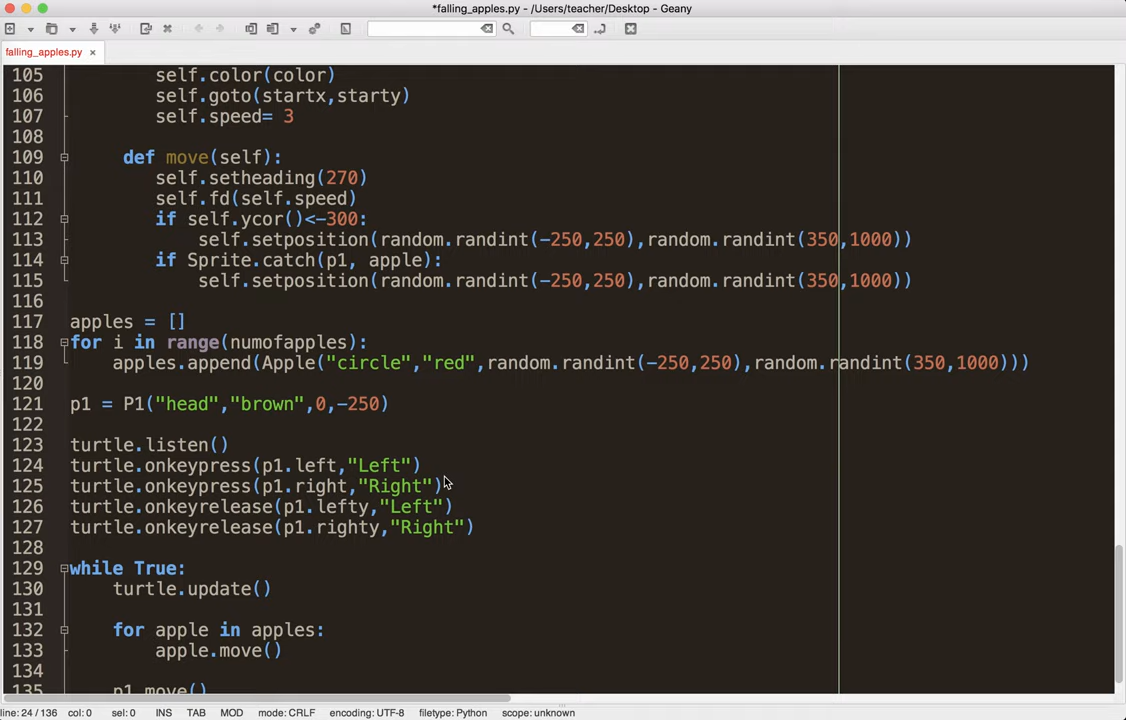 *falling_apples.py - /Users/teacher/Desktop - Geany
falling_apples.py ×
105 self.color(color)
106 self.goto(startx,starty)
107 self.speed= 3
108
109 def move(self):
110 self.setheading(270)
111 self.fd(self.speed)
112 if self.ycor()<-300:
113 self.setposition(random.randint(-250,250),random.randint(350,1000))
114 if Sprite.catch(p1, apple):
115 self.setposition(random.randint(-250,250),random.randint(350,1000))
116
117 apples = []
118 for i in range(numofapples):
119 apples.append(Apple("circle","red",random.randint(-250,250),random.randint(350,1000)))
120
121 p1 = P1("head","brown",0,-250)
122
123 turtle.listen()
124 turtle.onkeypress(p1.left,"Left")
125 turtle.onkeypress(p1.right,"Right")
126 turtle.onkeyrelease(p1.lefty,"Left")
127 turtle.onkeyrelease(p1.righty,"Right")
128
129 while True:
130 turtle.update()
131
132 for apple in apples:
133 apple.move()
134
135 p1.move()
line: 24 / 136 col: 0 sel: 0 INS TAB MOD mode: CRLF encoding: UTF-8 filetype: Python scope: unknown